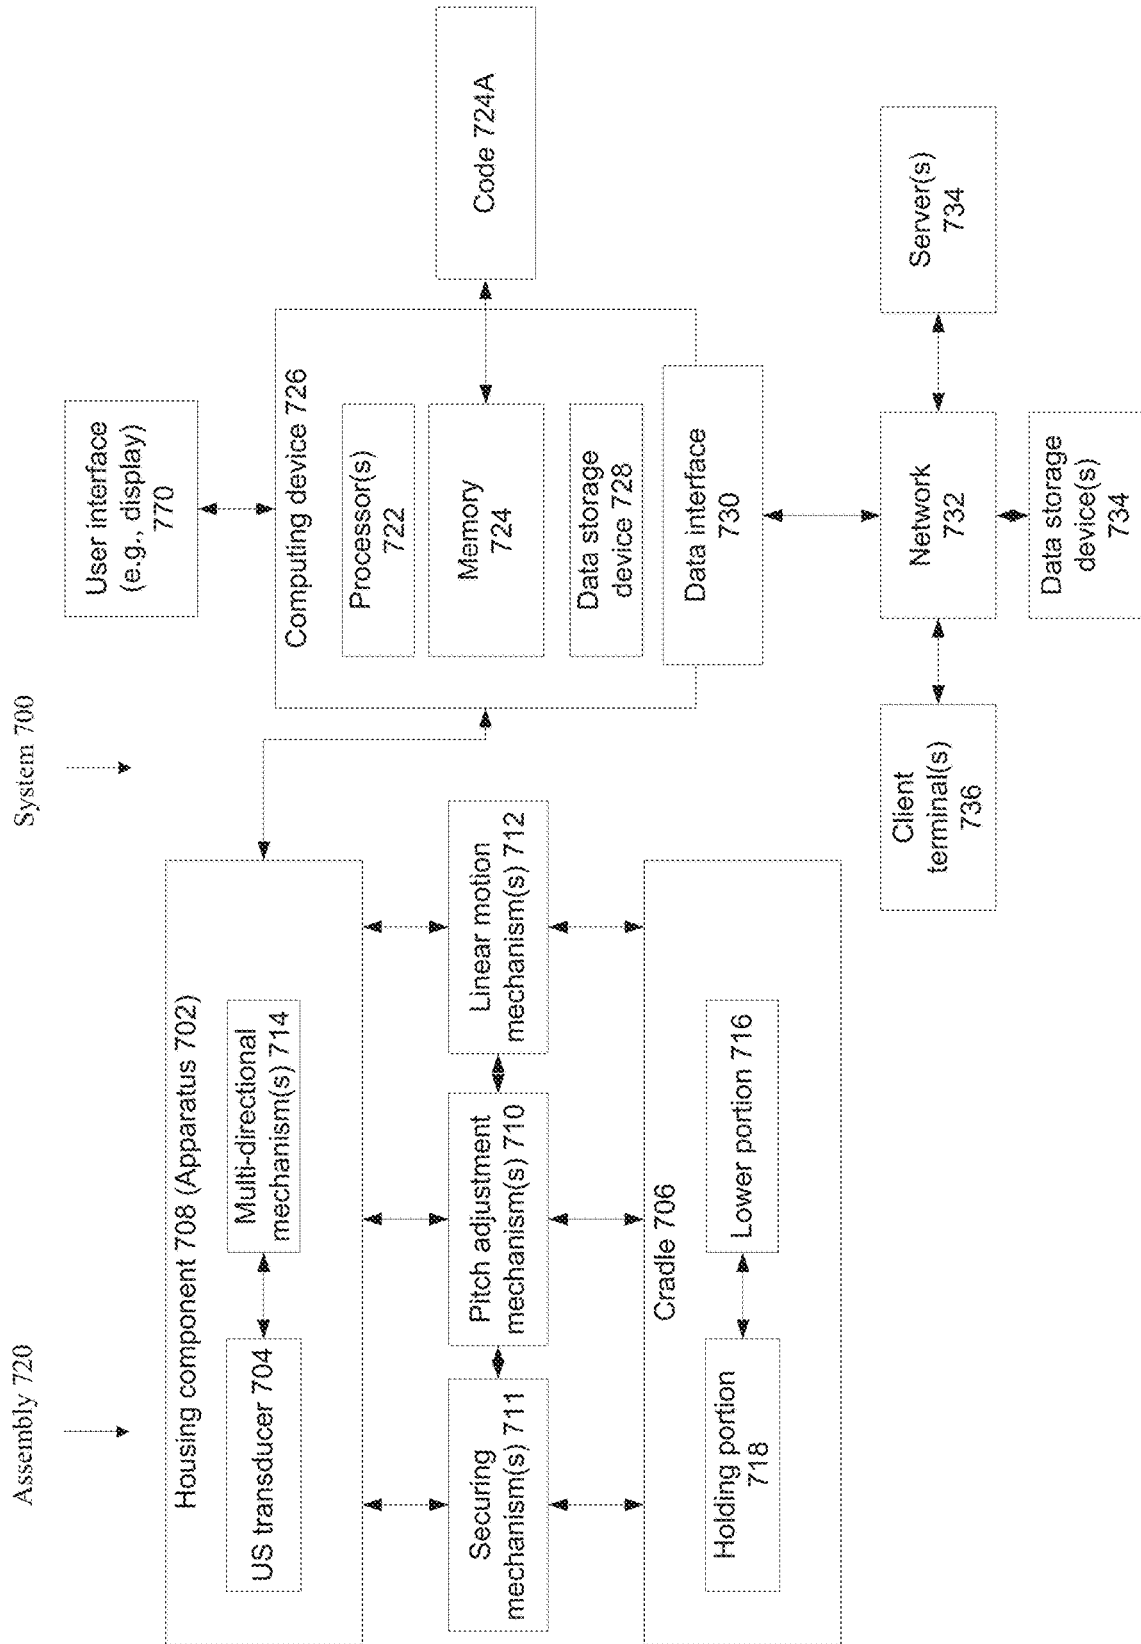 Assembly 720
System 700
Housing component 708 (Apparatus 702)
US transducer 704
Multi-directional
mechanism(s) 714
Securing
mechanism(s) 711
Pitch adjustment
mechanism(s) 710
Linear motion
mechanism(s) 712
Cradle 706
Holding portion
718
Lower portion 716
User interface
(e.g., display)
770
Computing device 726
Processor(s)
722
Memory
724
Code 724A
Data storage
device 728
Data interface
730
Client
terminal(s)
736
Network
732
Server(s)
734
Data storage
device(s)
734